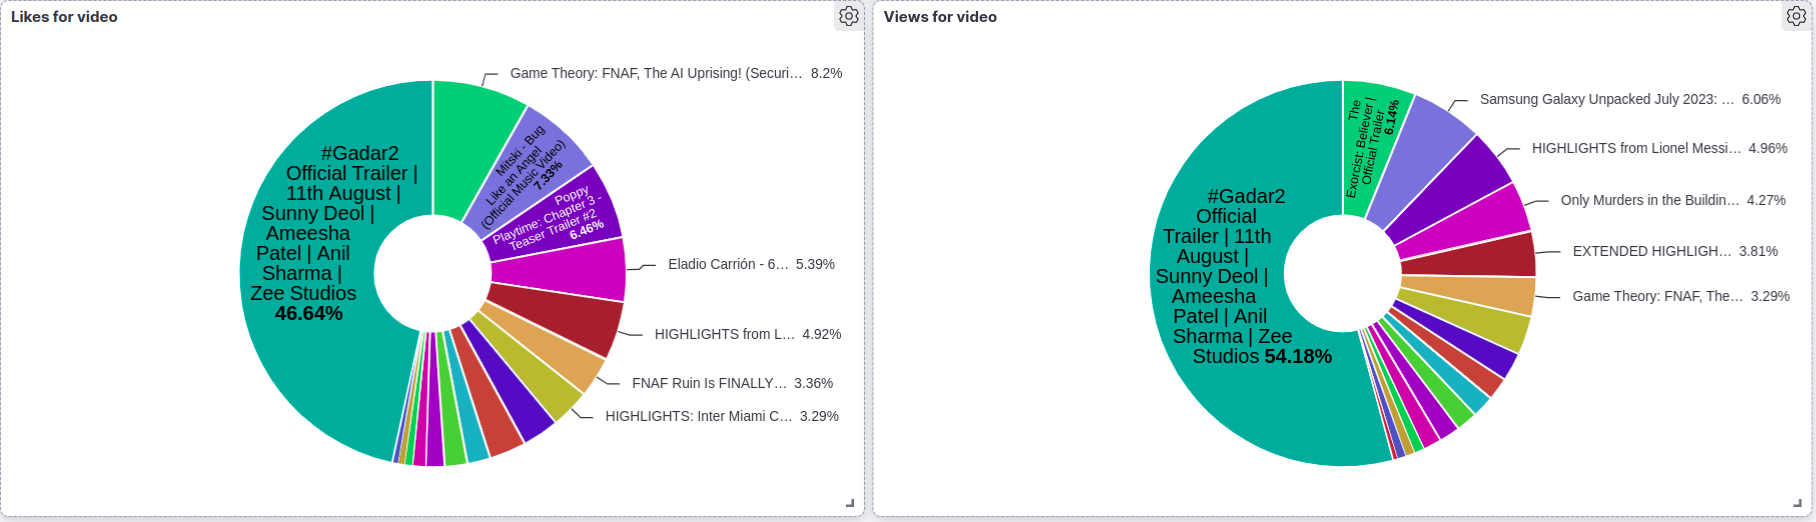 Likes for video
Game Theory: FNAF, The AI Uprising! (Securi… 8.2%
Mitski - Bug
Like an Angel
(Official Music Video)
7.33%
Poppy
Playtime: Chapter 3 -
Teaser Trailer #2
6.46%
Eladio Carrión - 6… 5.39%
HIGHLIGHTS from L… 4.92%
FNAF Ruin Is FINALLY… 3.36%
HIGHLIGHTS: Inter Miami C… 3.29%
#Gadar2
Official Trailer |
11th August |
Sunny Deol |
Ameesha
Patel | Anil
Sharma |
Zee Studios
46.64%
Views for video
The
Exorcist: Believer |
Official Trailer
6.14%
Samsung Galaxy Unpacked July 2023: … 6.06%
HIGHLIGHTS from Lionel Messi… 4.96%
Only Murders in the Buildin… 4.27%
EXTENDED HIGHLIGH… 3.81%
Game Theory: FNAF, The… 3.29%
#Gadar2
Official
Trailer | 11th
August |
Sunny Deol |
Ameesha
Patel | Anil
Sharma | Zee
Studios 54.18%